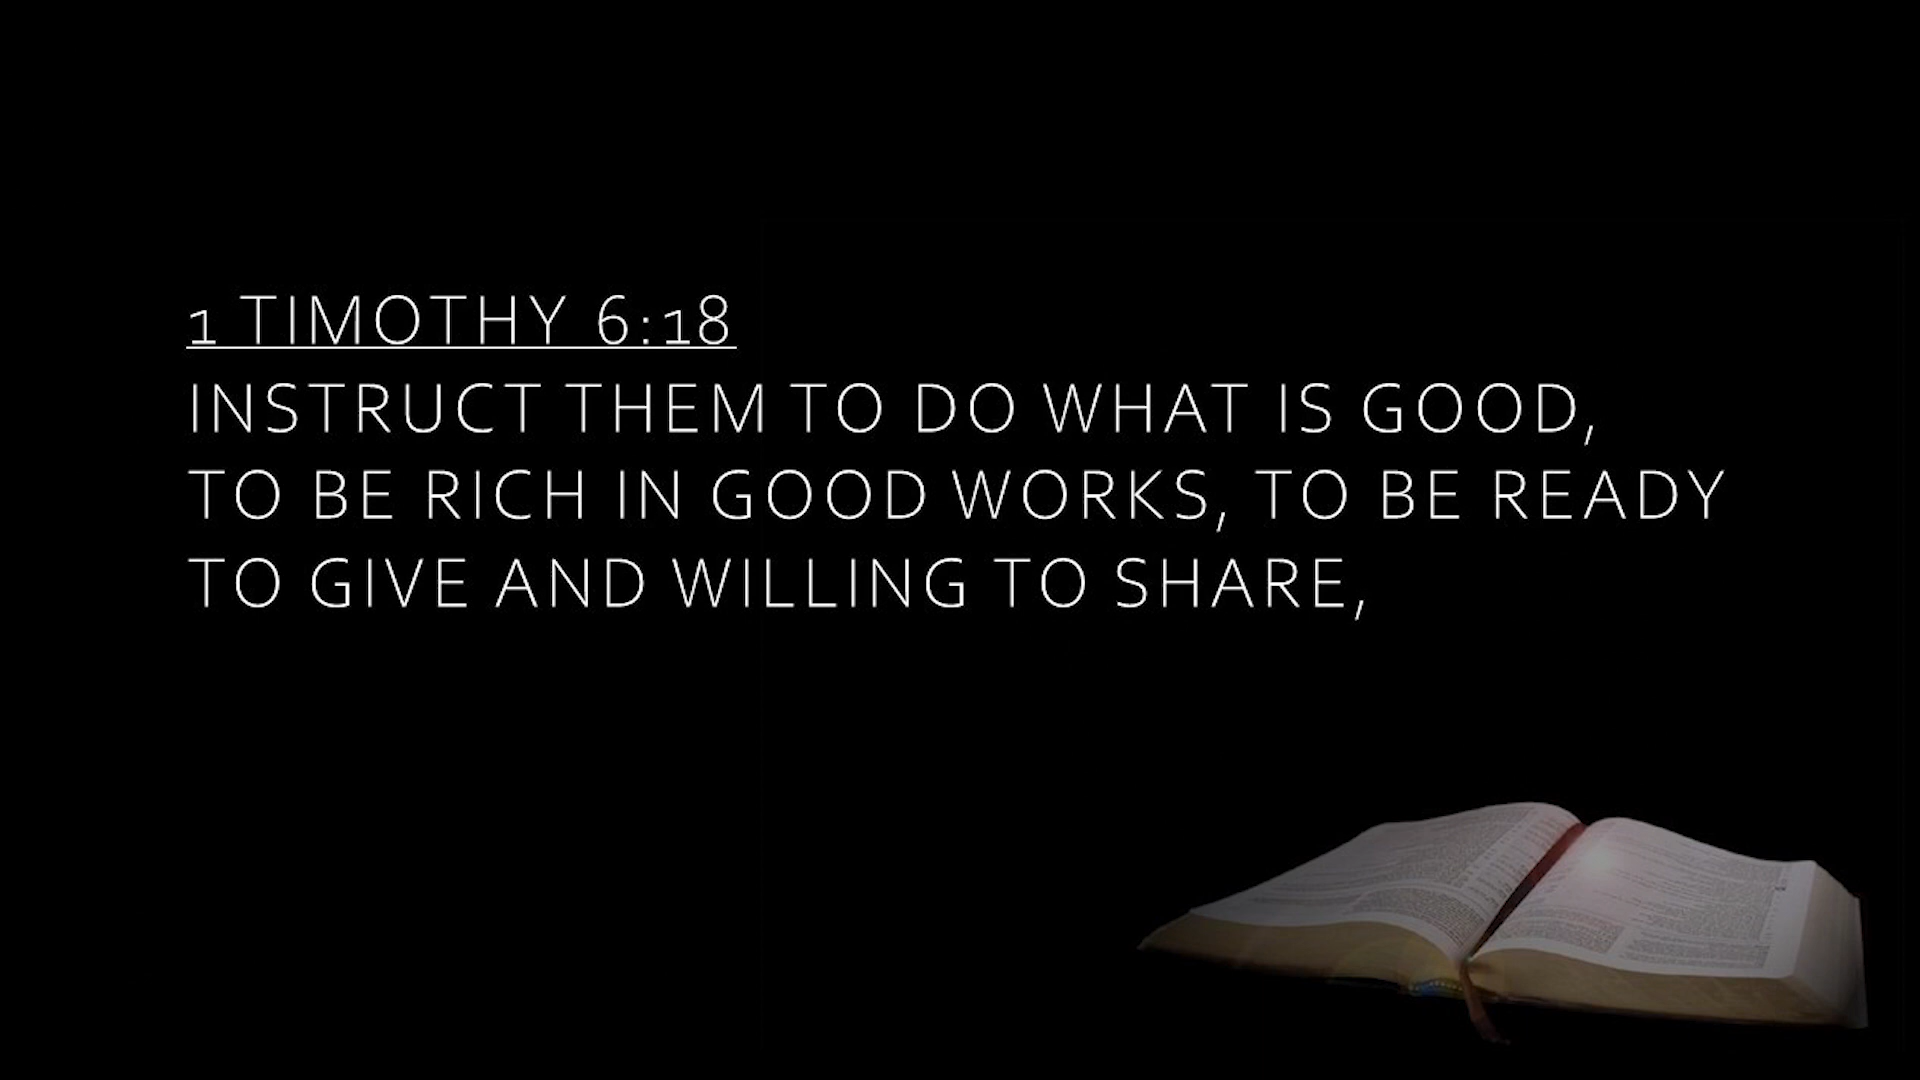 1 TIMOTHY 6:18
INSTRUCT THEM TO DO WHAT IS GOOD,
TO BE RICH IN GOOD WORKS, TO BE READY
TO GIVE AND WILLING TO SHARE,